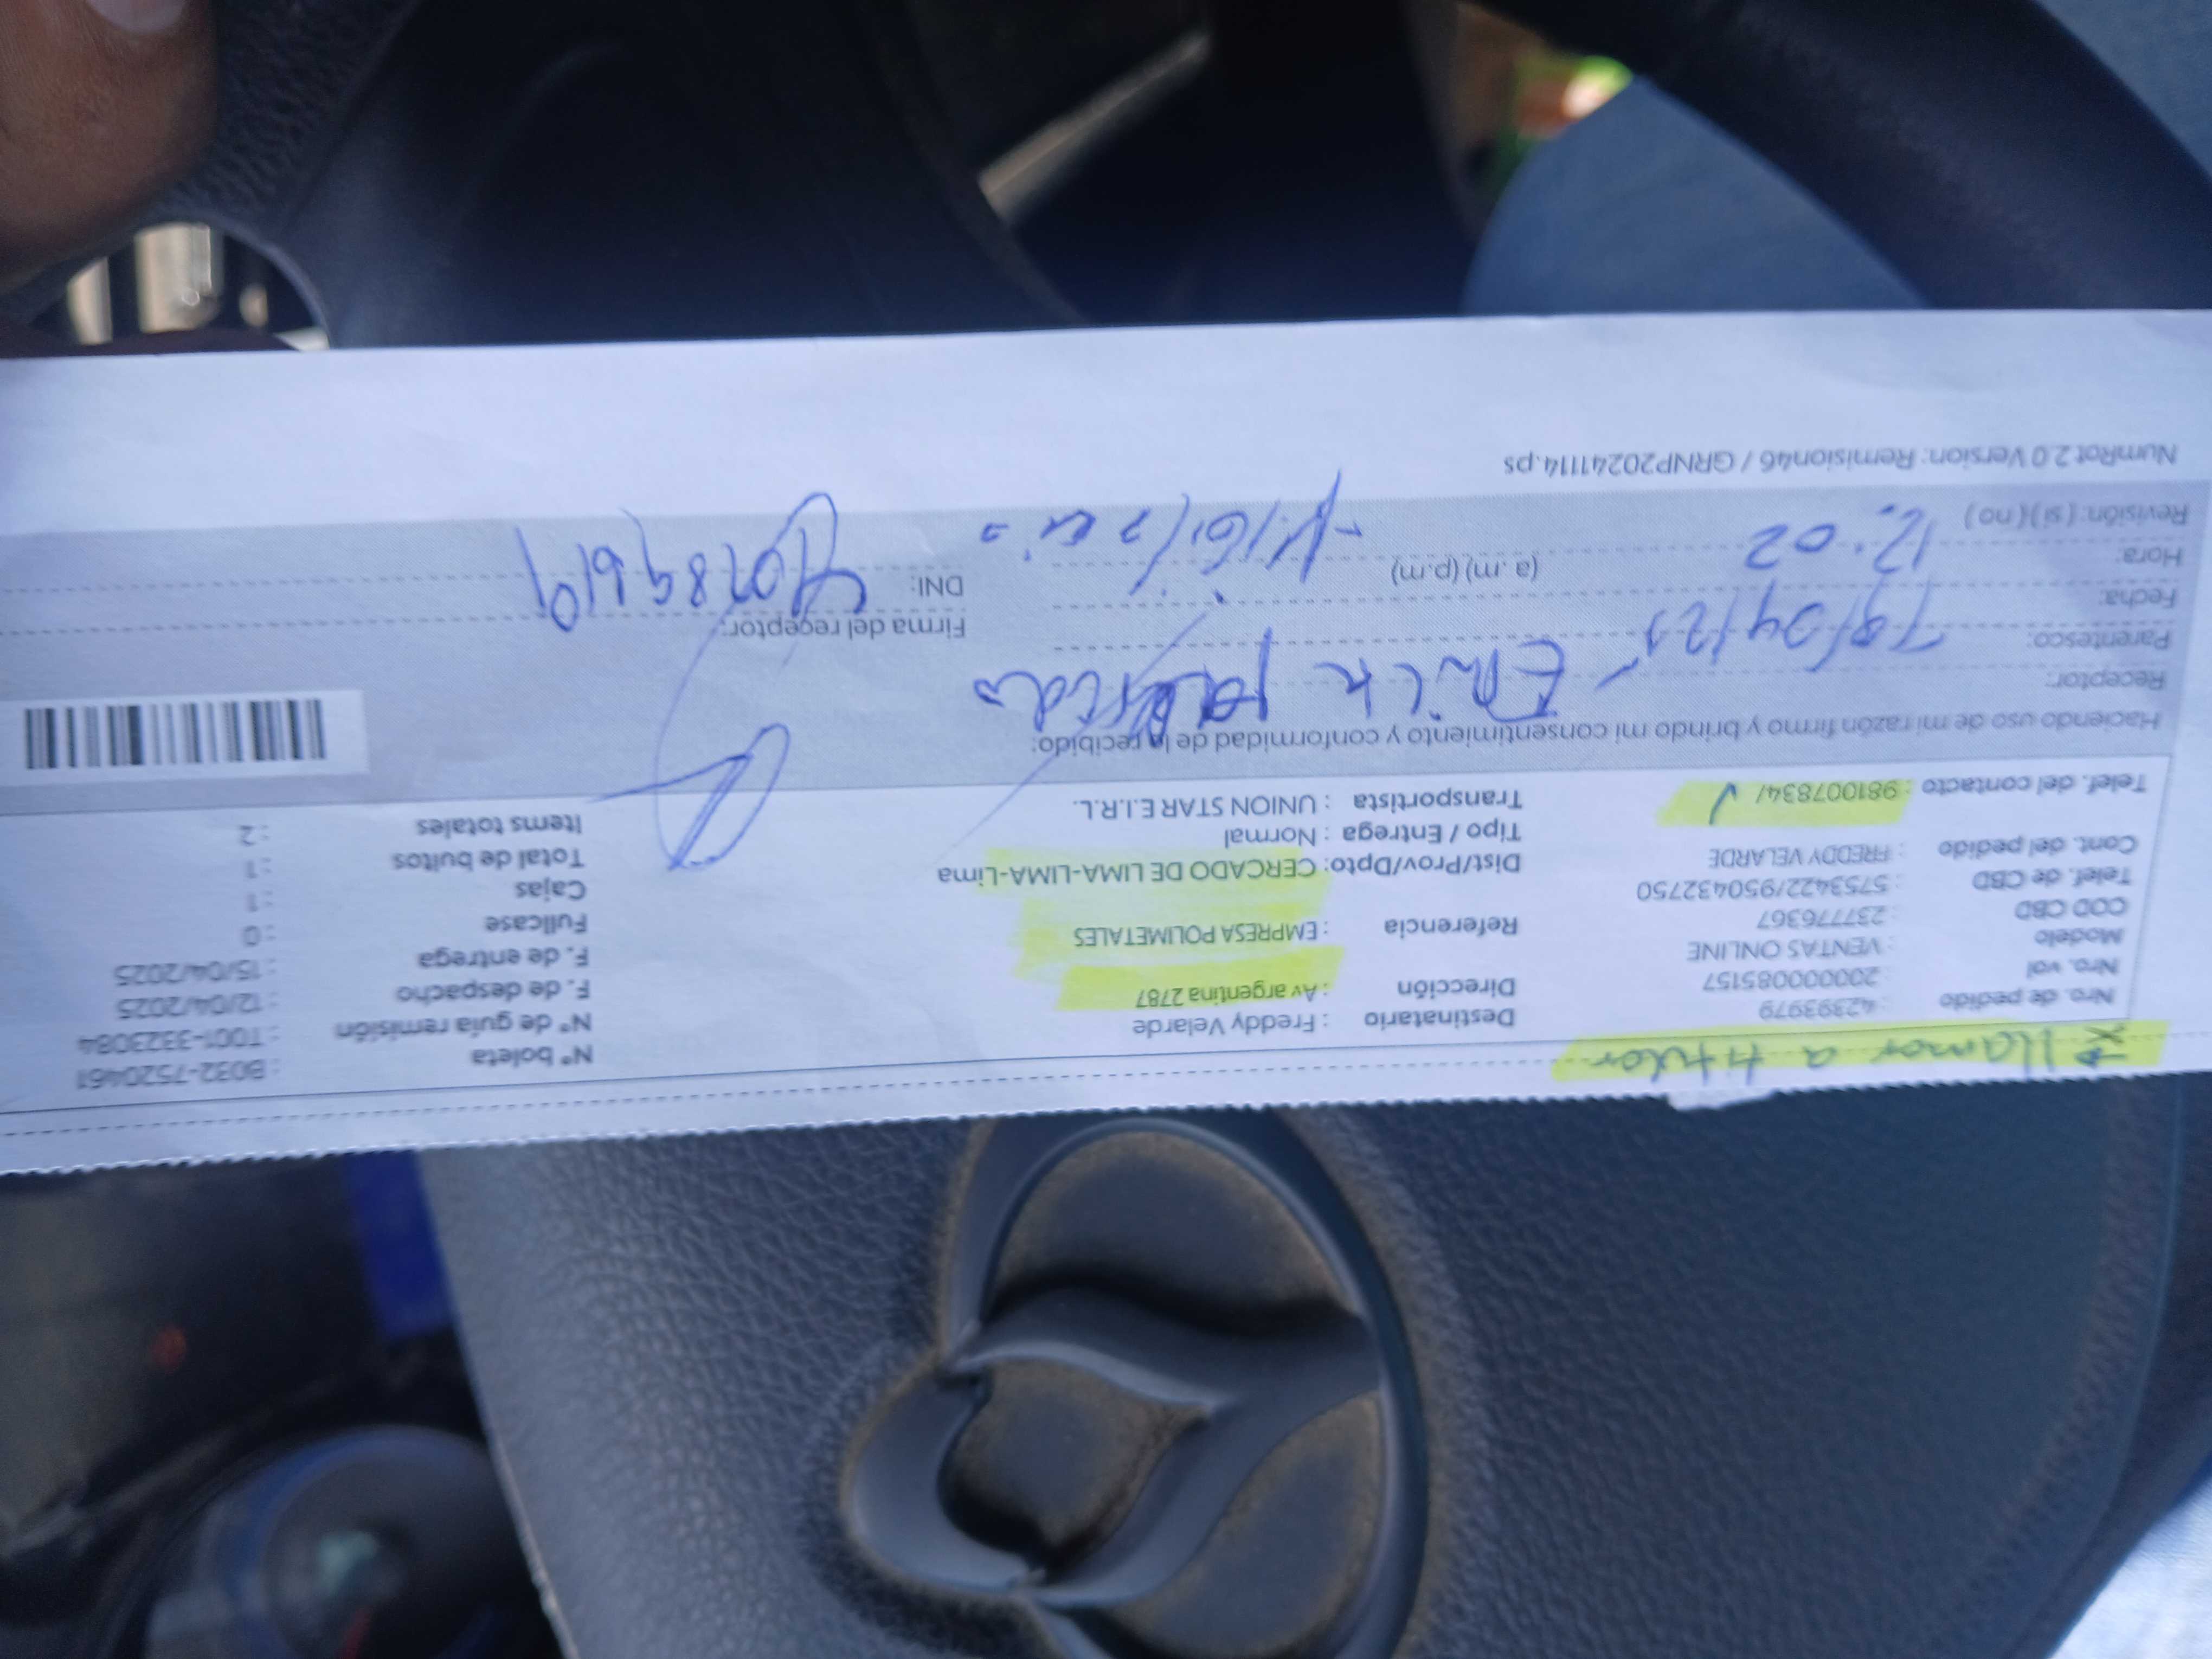 * llamar a titular
Nro. de pedido : 42393979
Nro. vol : 20000085157
Modelo : VENTAS ONLINE
COD CBD : 237776367
Telef. de CBD : 5753422/950432750
Cont. del pedido : FREDDY VELARDE
Telef. del contacto : 981007834/
Destinatario : Freddy Velarde
Dirección : Av argentina 2787
Referencia : EMPRESA POLIMETALES
Dist/Prov/Dpto: CERCADO DE LIMA-LIMA-Lima
Tipo / Entrega : Normal
Transportista : UNION STAR E.I.R.L.
N° boleta : B032-7520461
N° de guía remisión : T001-3323084
F. de despacho : 12/04/2025
F. de entrega : 15/04/2025
Fullcase : 0
Cajas : 1
Total de bultos : 1
Items totales : 2
Haciendo uso de mi razón firmo y brindo mi consentimiento y conformidad de lo recibido:
Receptor:
Parentesco:
Fecha:
Hora: 12:02 (a.m) (p.m)
Revisión: ( si )( no )
Firma del receptor:
DNI:
NumRot 2.0 Version: Remision46 / GRNP20241114.ps